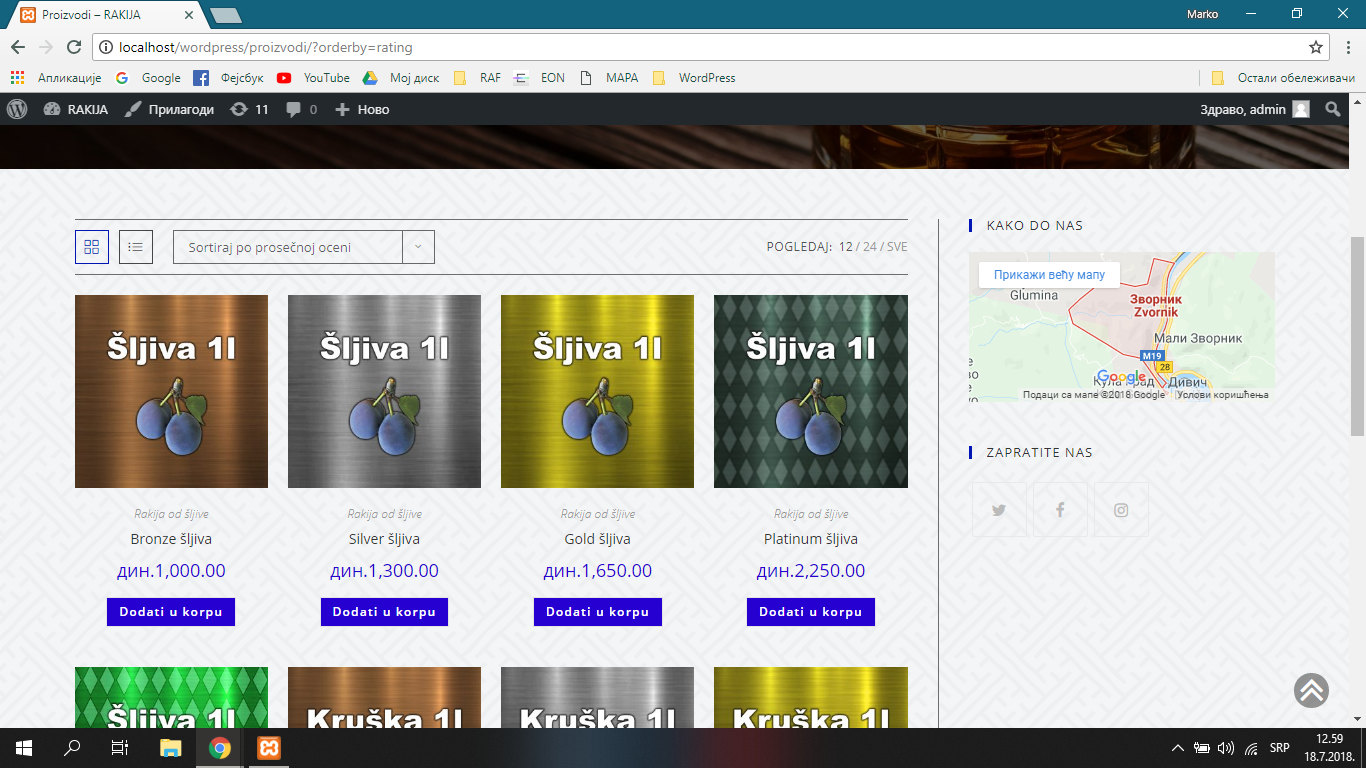 Proizvodi – RAKIJA
Marko
localhost/wordpress/proizvodi/?orderby=rating
Апликације Google Фејсбук YouTube Мој диск RAF EON MAPA WordPress Остали обележивачи
RAKIJA Прилагоди 11 0 Ново Здраво, admin
KAKO DO NAS
Sortiraj po prosečnoj oceni
POGLEDAJ: 12 / 24 / SVE
Прикажи већу мапу
Glumina
Зворник
Zvornik
Мали Зворник
M19
28
Google
Дивич
Подаци са мапе ©2018 Google Услови коришћења
ZAPRATITE NAS
Šljiva 1l Šljiva 1l Šljiva 1l Šljiva 1l
Rakija od šljive Rakija od šljive Rakija od šljive Rakija od šljive
Bronze šljiva Silver šljiva Gold šljiva Platinum šljiva
дин.1,000.00 дин.1,300.00 дин.1,650.00 дин.2,250.00
Dodati u korpu Dodati u korpu Dodati u korpu Dodati u korpu
Šljiva 1l Kruška 1l Kruška 1l Kruška 1l
SRP
12.59
18.7.2018.